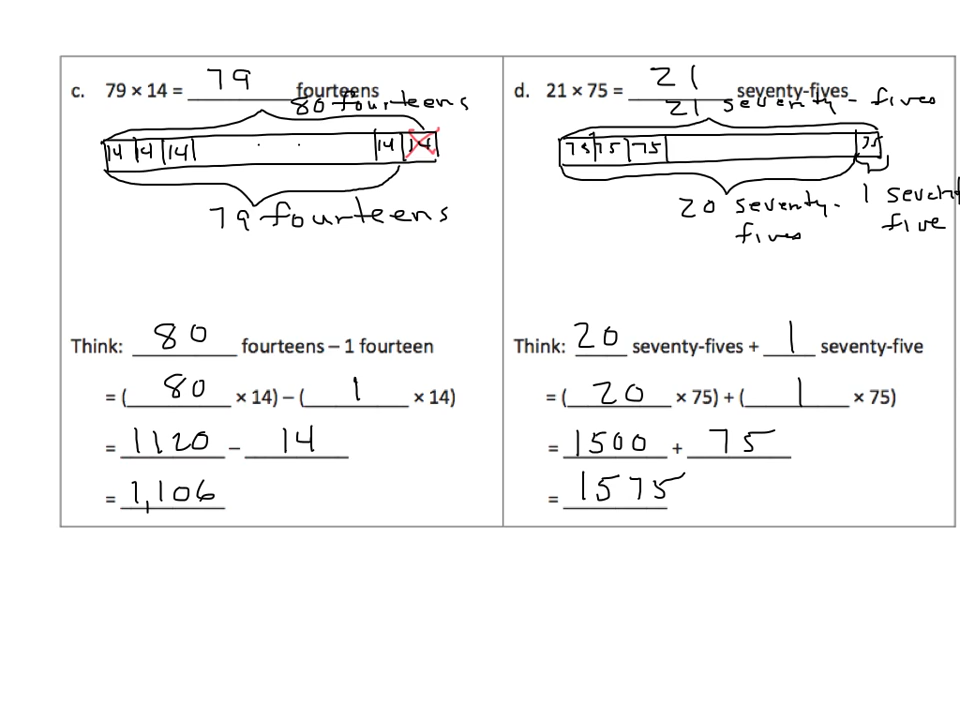 c. 79 × 14 = 79 fourteens
80 fourteens
14 14 14 14 14
79 fourteens
Think: 80 fourteens – 1 fourteen
= ( 80 × 14) – ( 1 × 14)
= 1120 – 14
= 1,106
d. 21 × 75 = 21 seventy-fives
21 seventy-fives
75 75 75 75
20 seventy-
fives
1 sevent
five
Think: 20 seventy-fives + 1 seventy-five
= ( 20 × 75) + ( 1 × 75)
= 1500 + 75
= 1575